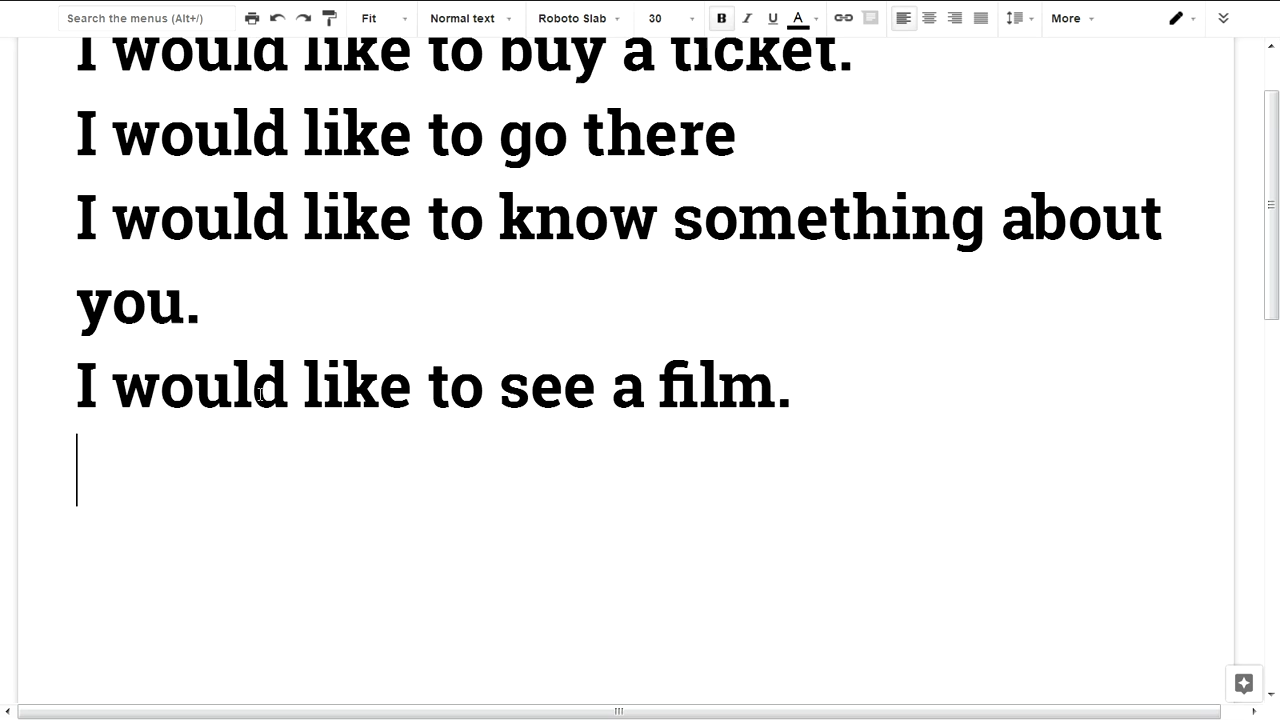 Search the menus (Alt+/) Fit Normal text Roboto Slab 30 B I U A More
I would like to buy a ticket.
I would like to go there
I would like to know something about
you.
I would like to see a film.